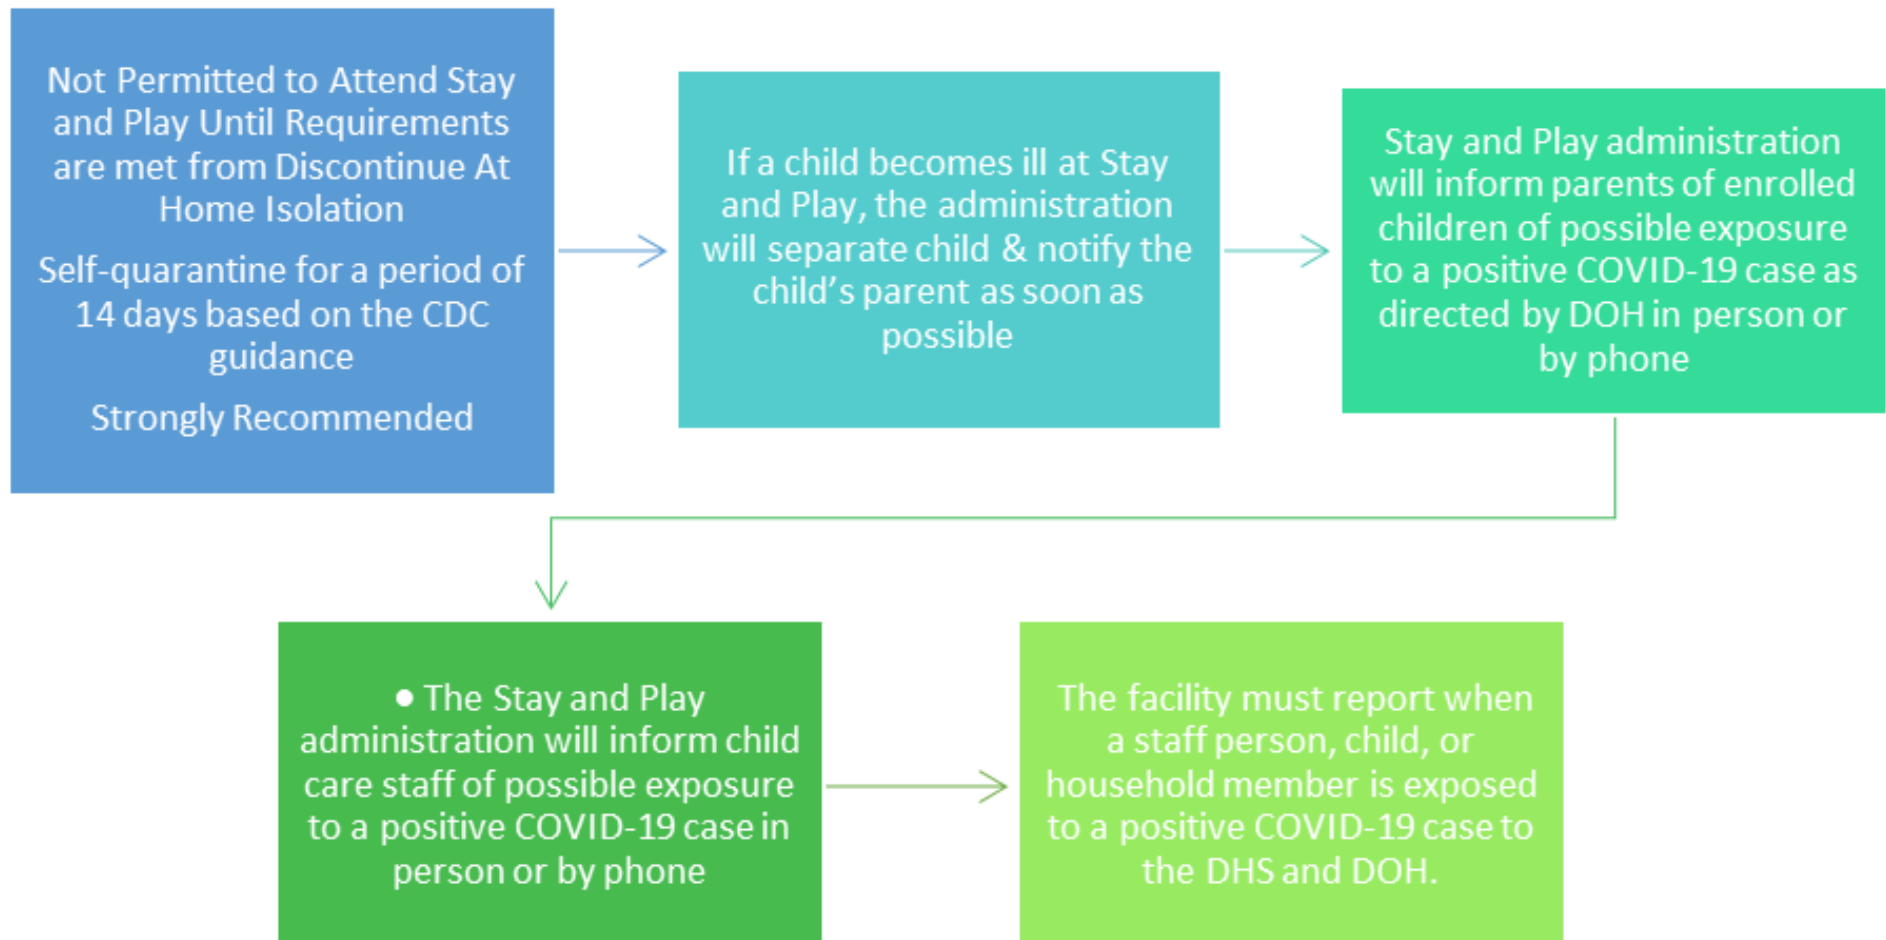 Not Permitted to Attend Stay
and Play Until Requirements
are met from Discontinue At
Home Isolation
Self-quarantine for a period of
14 days based on the CDC
guidance
Strongly Recommended
If a child becomes ill at Stay
and Play, the administration
will separate child & notify the
child’s parent as soon as
possible
Stay and Play administration
will inform parents of enrolled
children of possible exposure
to a positive COVID-19 case as
directed by DOH in person or
by phone
● The Stay and Play
administration will inform child
care staff of possible exposure
to a positive COVID-19 case in
person or by phone
The facility must report when
a staff person, child, or
household member is exposed
to a positive COVID-19 case to
the DHS and DOH.